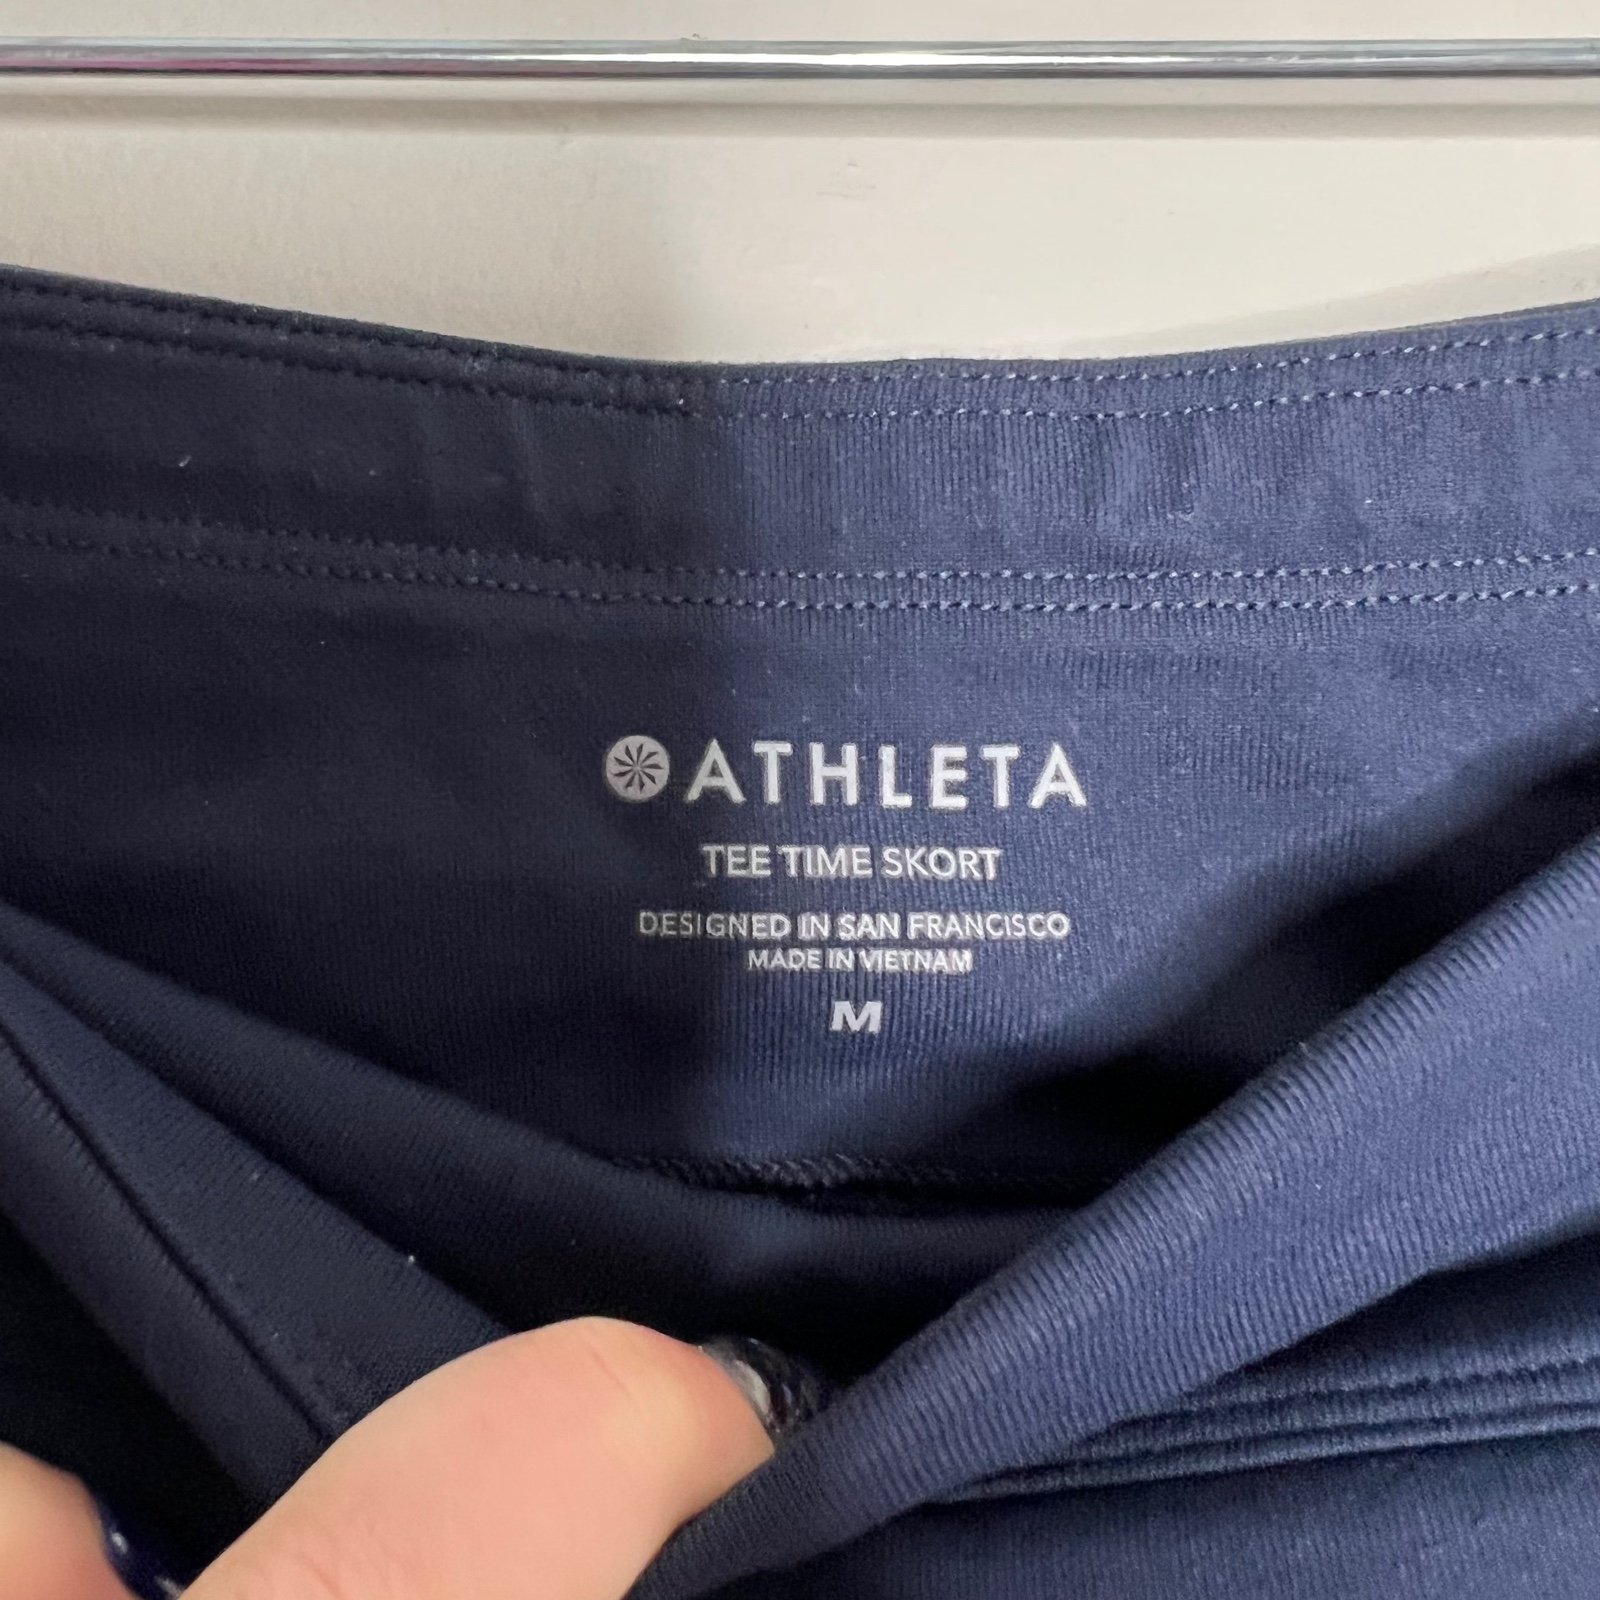 ATHLETA
TEE TIME SKORT
DESIGNED IN SAN FRANCISCO
MADE IN VIETNAM
M